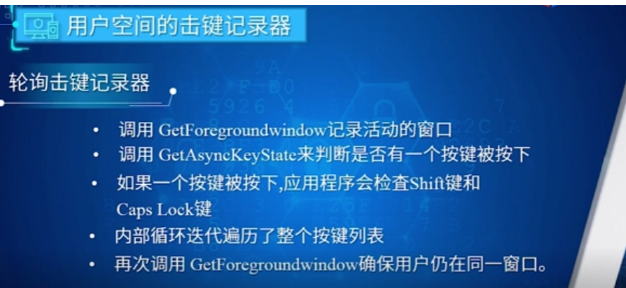 用户空间的击键记录器
轮询击键记录器
• 调用 GetForegroundwindow记录活动的窗口
• 调用 GetAsyncKeyState来判断是否有一个按键被按下
• 如果一个按键被按下,应用程序会检查Shift键和
Caps Lock键
• 内部循环迭代遍历了整个按键列表
• 再次调用 GetForegroundwindow确保用户仍在同一窗口。